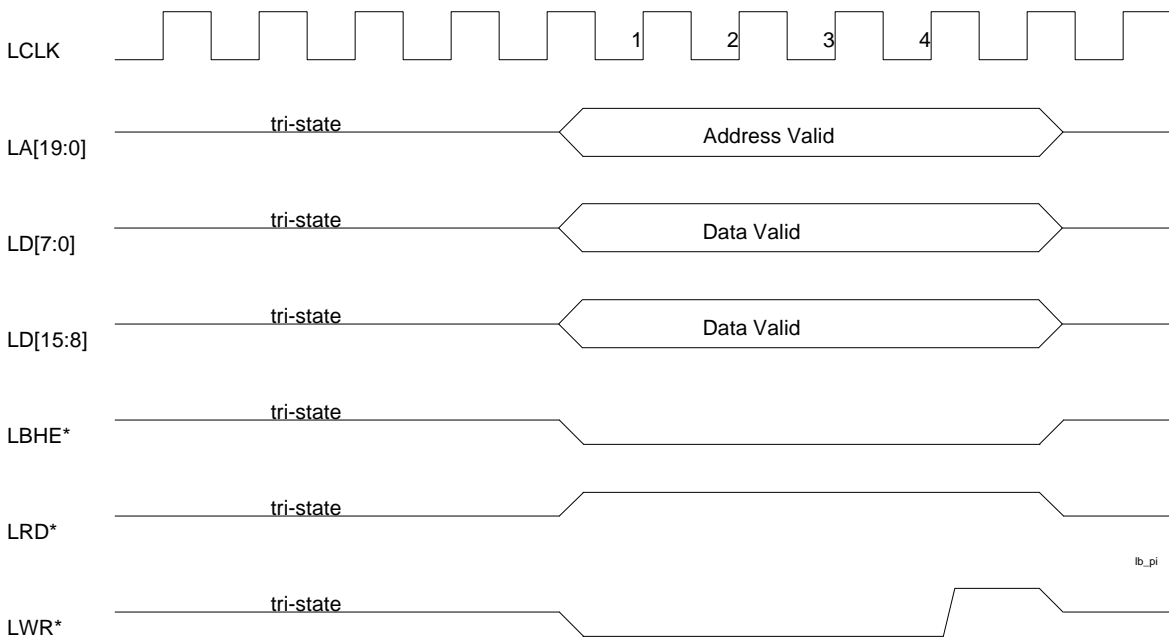 LCLK
1 2 3 4
tri-state
Address Valid
LA[19:0]
tri-state
Data Valid
LD[7:0]
tri-state
Data Valid
LD[15:8]
tri-state
LBHE*
tri-state
LRD*
lb_pi
tri-state
LWR*